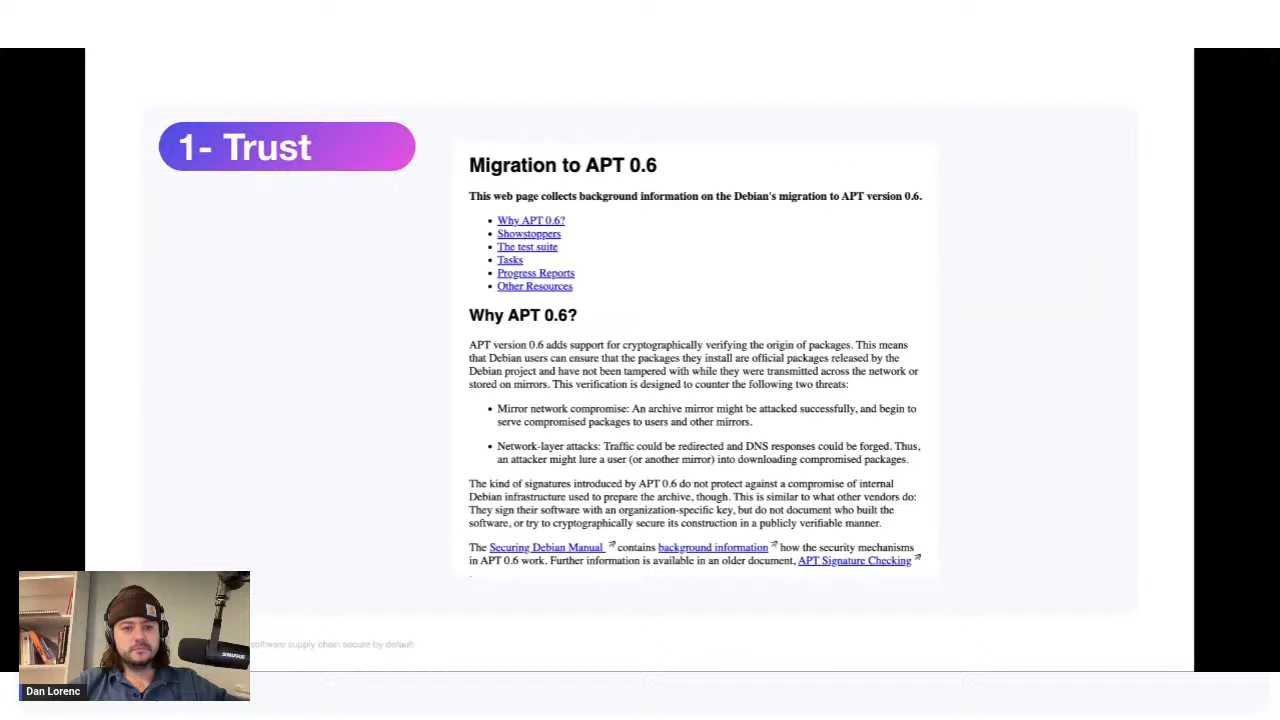 1- Trust
Migration to APT 0.6
This web page collects background information on the Debian's migration to APT version 0.6.
• Why APT 0.6?
• Showstoppers
• The test suite
• Tasks
• Progress Reports
• Other Resources
Why APT 0.6?
APT version 0.6 adds support for cryptographically verifying the origin of packages. This means
that Debian users can ensure that the packages they install are official packages released by the
Debian project and have not been tampered with while they were transmitted across the network or
stored on mirrors. This verification is designed to counter the following two threats:
• Mirror network compromise: An archive mirror might be attacked successfully, and begin to
serve compromised packages to users and other mirrors.
• Network-layer attacks: Traffic could be redirected and DNS responses could be forged. Thus,
an attacker might lure a user (or another mirror) into downloading compromised packages.
The kind of signatures introduced by APT 0.6 do not protect against a compromise of internal
Debian infrastructure used to prepare the archive, though. This is similar to what other vendors do:
They sign their software with an organization-specific key, but do not document who built the
software, or try to cryptographically secure its construction in a publicly verifiable manner.
The Securing Debian Manual contains background information how the security mechanisms
in APT 0.6 work. Further information is available in an older document, APT Signature Checking
.
software supply chain secure by default
Dan Lorenc